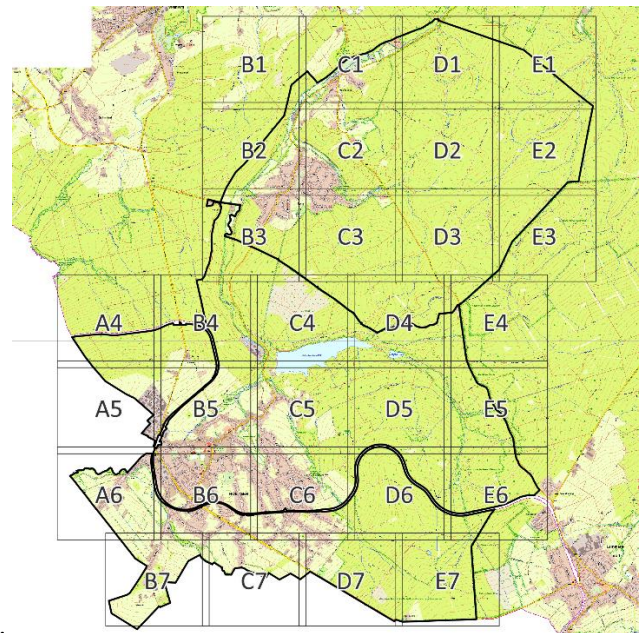 B1 C1 D1 E1
B2 C2 D2 E2
B3 C3 D3 E3
A4 B4 C4 D4 E4
A5 B5 C5 D5 E5
A6 B6 C6 D6 E6
B7 C7 D7 E7